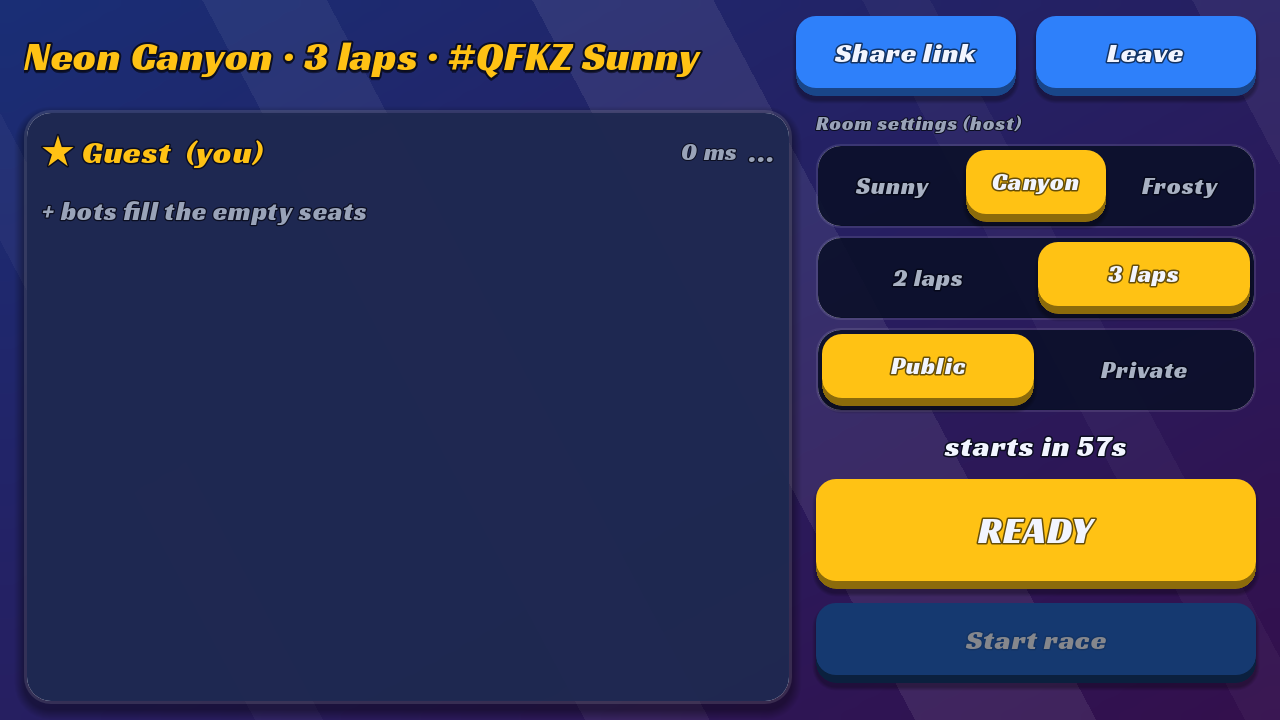 Neon Canyon · 3 laps · #QFKZ Sunny
Share link
Leave
★ Guest (you)
0 ms ...
+ bots fill the empty seats
Room settings (host)
Sunny
Canyon
Frosty
2 laps
3 laps
Public
Private
starts in 57s
READY
Start race